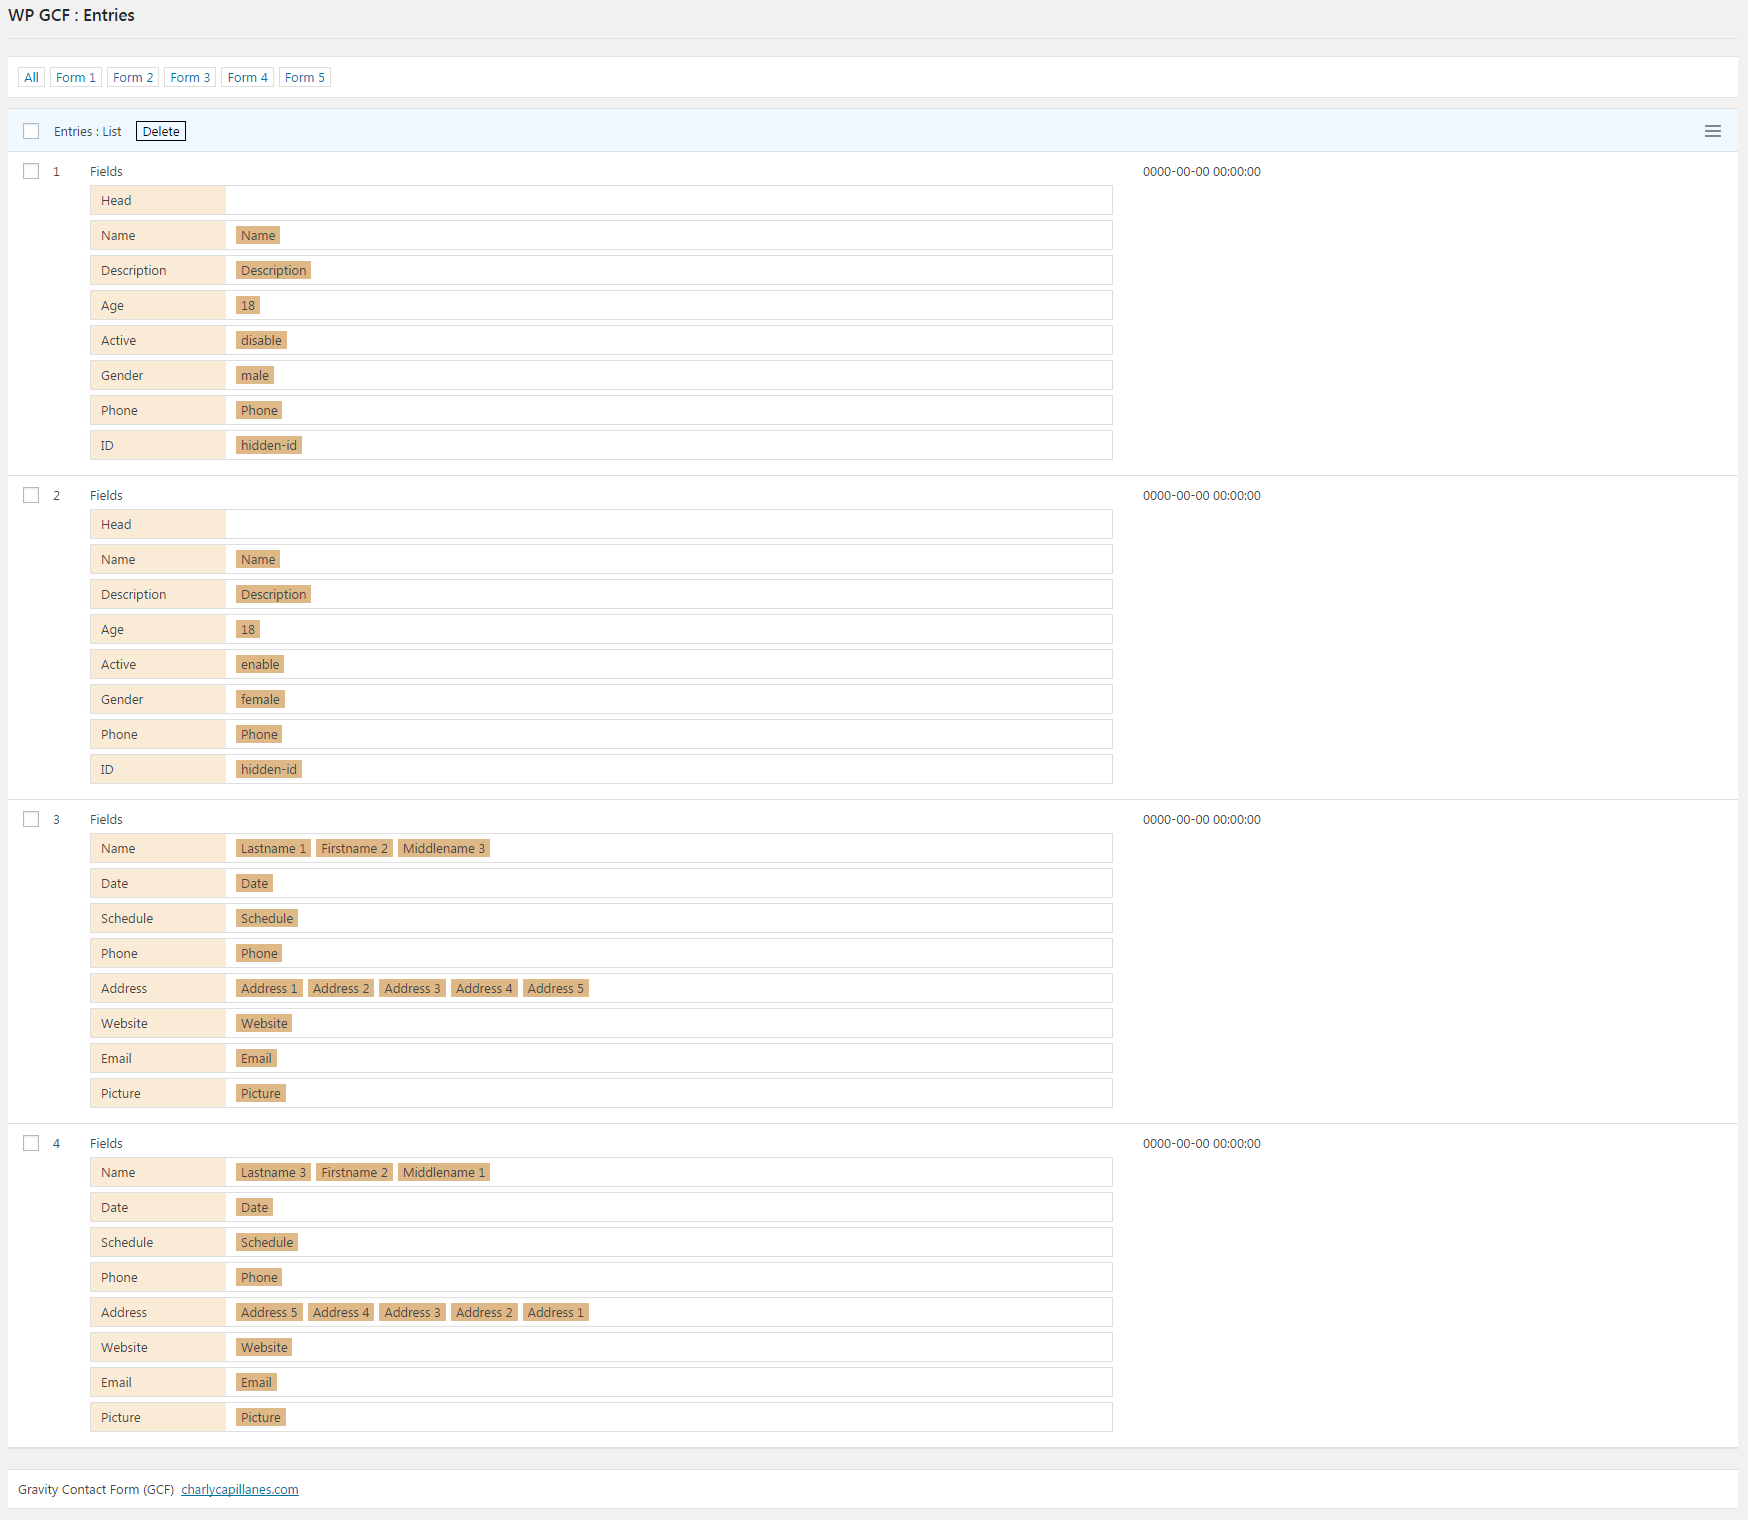 WP GCF : Entries
All Form 1 Form 2 Form 3 Form 4 Form 5
Entries : List Delete
1 Fields 0000-00-00 00:00:00
Head
Name Name
Description Description
Age 18
Active disable
Gender male
Phone Phone
ID hidden-id
2 Fields 0000-00-00 00:00:00
Head
Name Name
Description Description
Age 18
Active enable
Gender female
Phone Phone
ID hidden-id
3 Fields 0000-00-00 00:00:00
Name Lastname 1 Firstname 2 Middlename 3
Date Date
Schedule Schedule
Phone Phone
Address Address 1 Address 2 Address 3 Address 4 Address 5
Website Website
Email Email
Picture Picture
4 Fields 0000-00-00 00:00:00
Name Lastname 3 Firstname 2 Middlename 1
Date Date
Schedule Schedule
Phone Phone
Address Address 5 Address 4 Address 3 Address 2 Address 1
Website Website
Email Email
Picture Picture
Gravity Contact Form (GCF) charlycapillanes.com